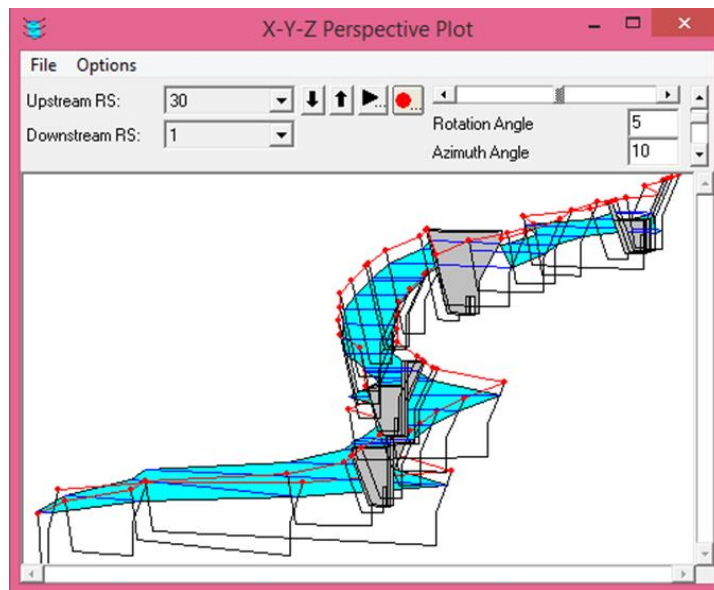 X-Y-Z Perspective Plot
File Options
Upstream RS: 30
Downstream RS: 1
Rotation Angle 5
Azimuth Angle 10